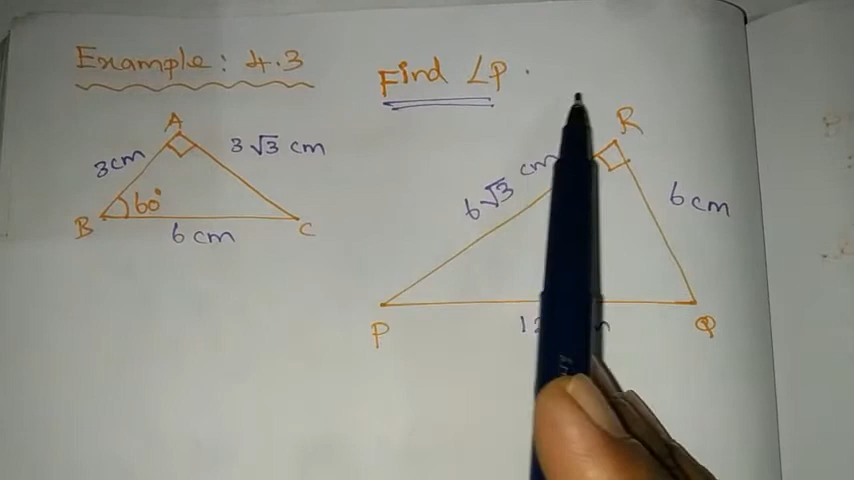 Example: 4.3
Find ∠P.
A
3cm
3√3 cm
60°
B
6 cm
C
R
6√3 cm
6 cm
P
Q